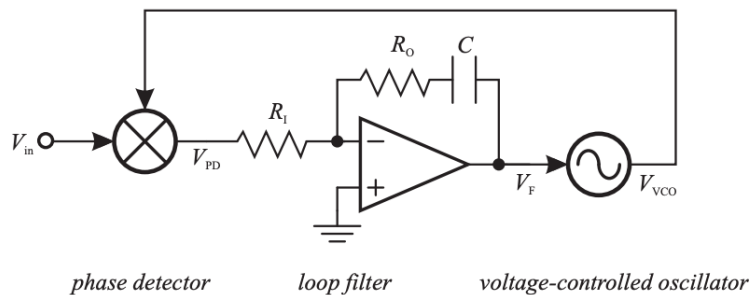 R_O C
R_I
V_in
V_PD
−
+
V_F
V_VCO
phase detector loop filter voltage-controlled oscillator